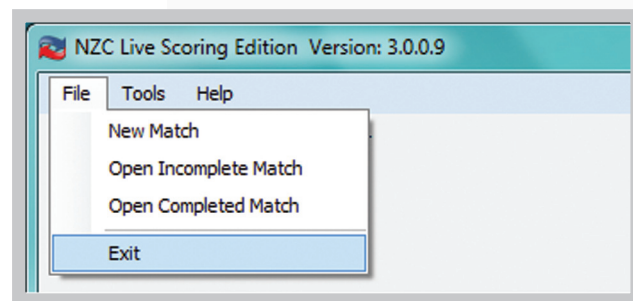 NZC Live Scoring Edition Version: 3.0.0.9
File Tools Help
New Match
Open Incomplete Match
Open Completed Match
Exit